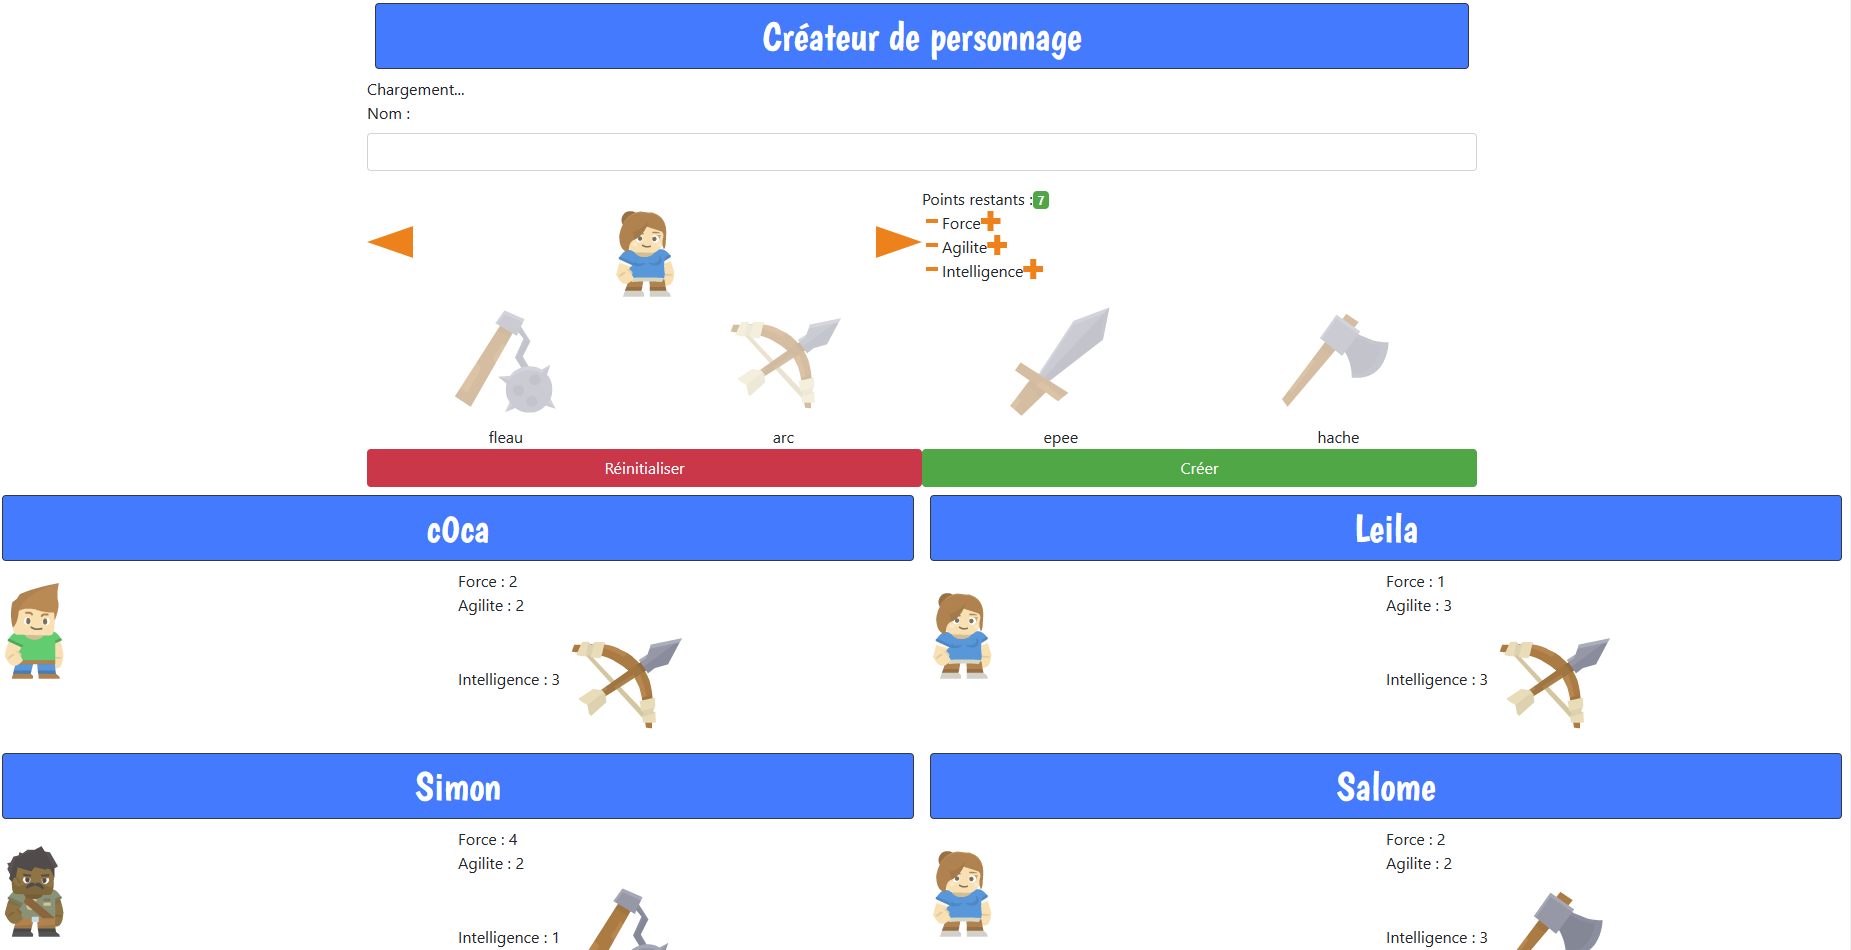 Créateur de personnage
Chargement...
Nom :
Points restants :7
Force
Agilite
Intelligence
fleau arc epee hache
Réinitialiser Créer
c0ca
Force : 2
Agilite : 2
Intelligence : 3
Leila
Force : 1
Agilite : 3
Intelligence : 3
Simon
Force : 4
Agilite : 2
Intelligence : 1
Salome
Force : 2
Agilite : 2
Intelligence : 3